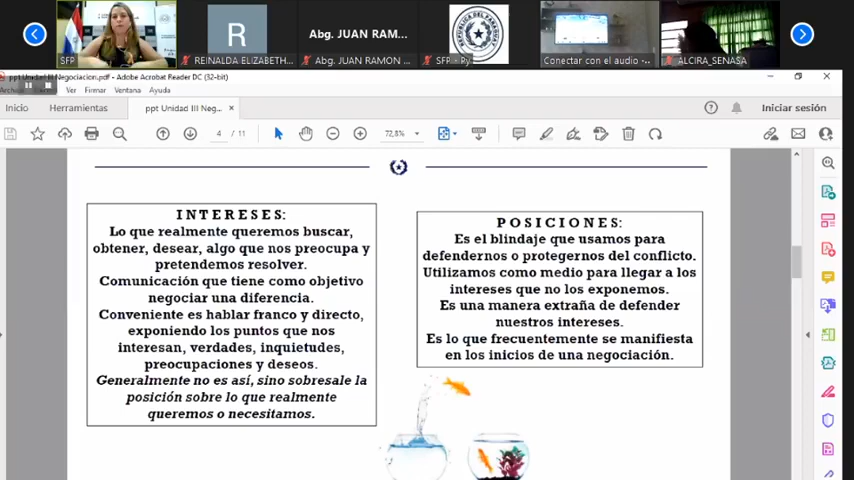 R
Abg. JUAN RAM...
SFP
REINALDA ELIZABETH...
Abg. JUAN RAMON ...
SFP - Ry
REPUBLICA DEL PARAGUAY
Conectar con el audio -...
ALCIRA_SENASA
ppt Unidad III Negociacion.pdf - Adobe Acrobat Reader DC (32-bit)
Ver Firmar Ventana Ayuda
Inicio Herramientas ppt Unidad III Neg... × Iniciar sesión
4 / 11 72,8%
INTERESES:
Lo que realmente queremos buscar,
obtener, desear, algo que nos preocupa y
pretendemos resolver.
Comunicación que tiene como objetivo
negociar una diferencia.
Conveniente es hablar franco y directo,
exponiendo los puntos que nos
interesan, verdades, inquietudes,
preocupaciones y deseos.
Generalmente no es así, sino sobresale la
posición sobre lo que realmente
queremos o necesitamos.
POSICIONES:
Es el blindaje que usamos para
defendernos o protegernos del conflicto.
Utilizamos como medio para llegar a los
intereses que no los exponemos.
Es una manera extraña de defender
nuestros intereses.
Es lo que frecuentemente se manifiesta
en los inicios de una negociación.